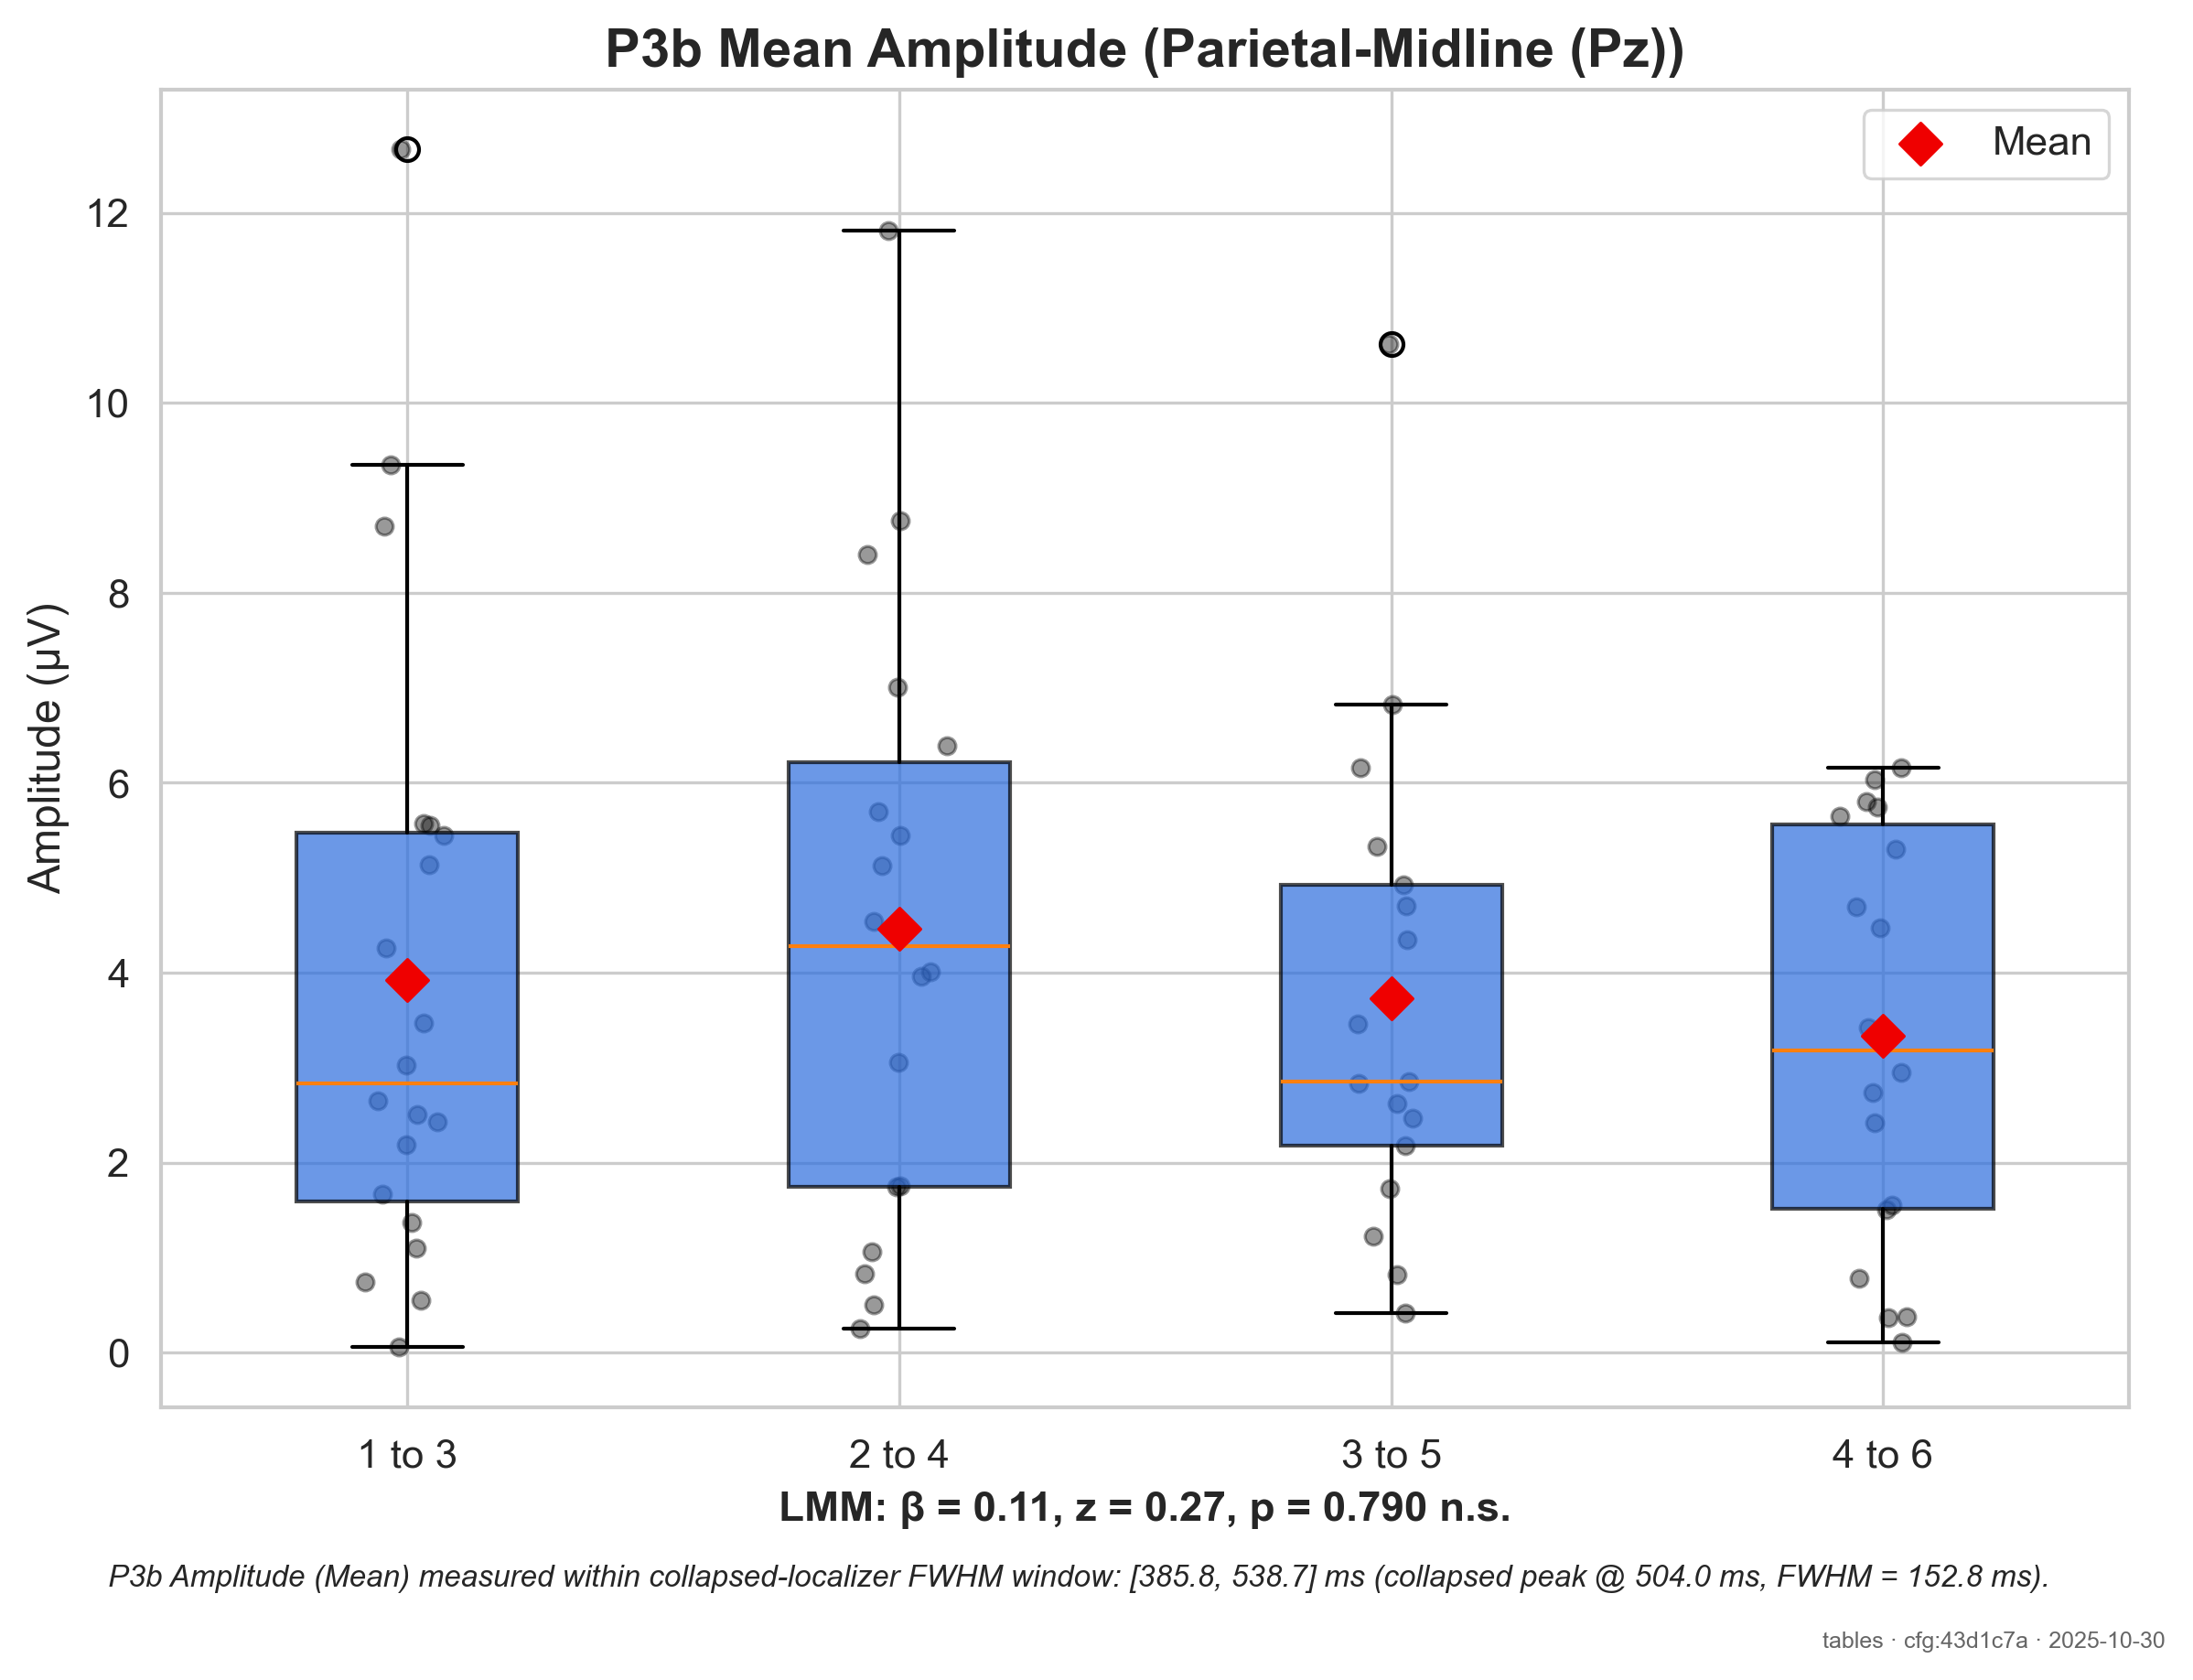 P3b Mean Amplitude (Parietal-Midline (Pz))
Mean
Amplitude (µV)
12
10
8
6
4
2
0
1 to 3
2 to 4
3 to 5
4 to 6
LMM: β = 0.11, z = 0.27, p = 0.790 n.s.
P3b Amplitude (Mean) measured within collapsed-localizer FWHM window: [385.8, 538.7] ms (collapsed peak @ 504.0 ms, FWHM = 152.8 ms).
tables · cfg:43d1c7a · 2025-10-30